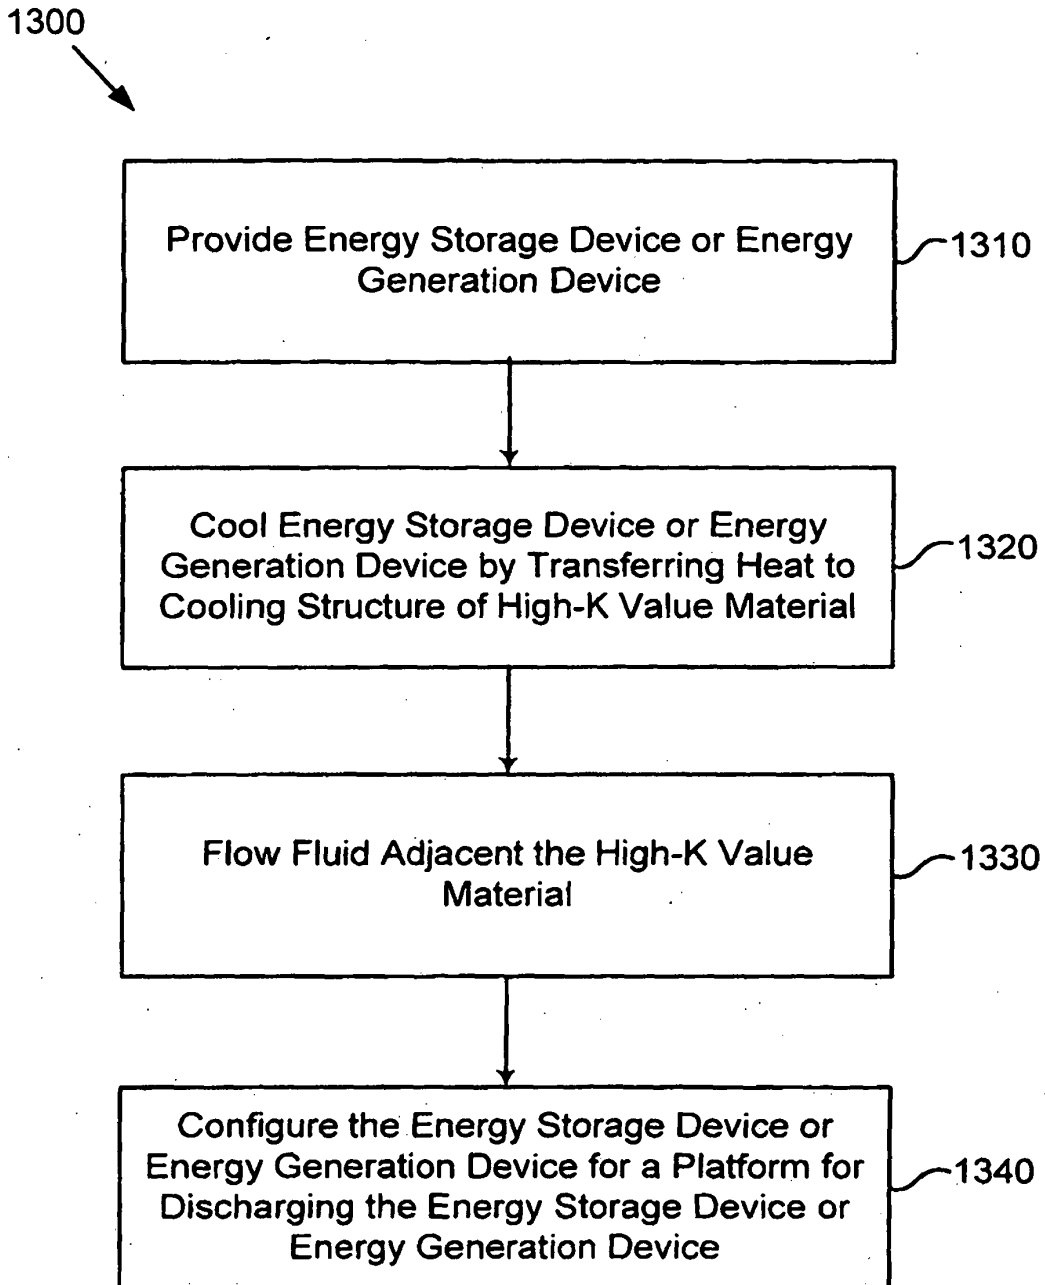 1300
Provide Energy Storage Device or Energy
Generation Device
1310
Cool Energy Storage Device or Energy
Generation Device by Transferring Heat to
Cooling Structure of High-K Value Material
1320
Flow Fluid Adjacent the High-K Value
Material
1330
Configure the Energy Storage Device or
Energy Generation Device for a Platform for
Discharging the Energy Storage Device or
Energy Generation Device
1340